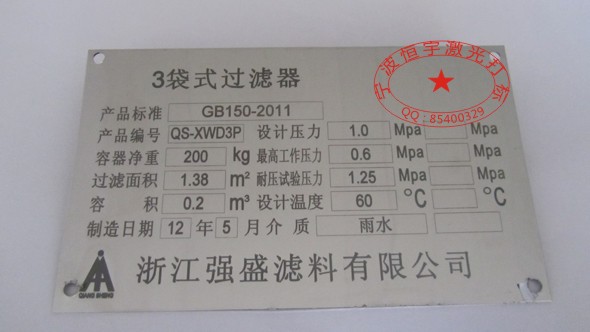 3袋式过滤器
宁波恒宇激光打标
QQ:85400329
产品标准 GB150-2011
产品编号 QS-XWD3P 设计压力 1.0 Mpa Mpa
容器净重 200 kg 最高工作压力 0.6 Mpa Mpa
过滤面积 1.38 m² 耐压试验压力 1.25 Mpa Mpa
容 积 0.2 m³ 设计温度 60 °C °C
制造日期 12 年 5 月 介 质 雨水
QIANG SHENG
浙江强盛滤料有限公司